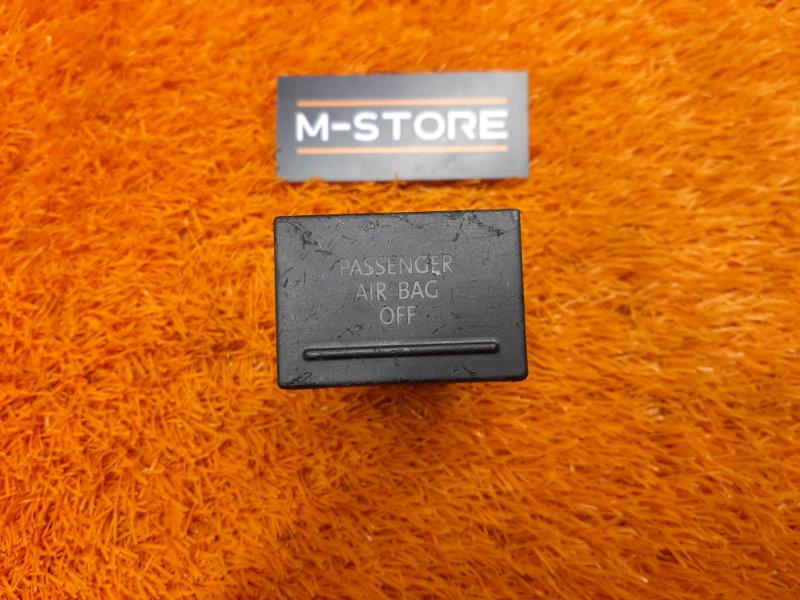 M-STORE
PASSENGER
AIR BAG
OFF